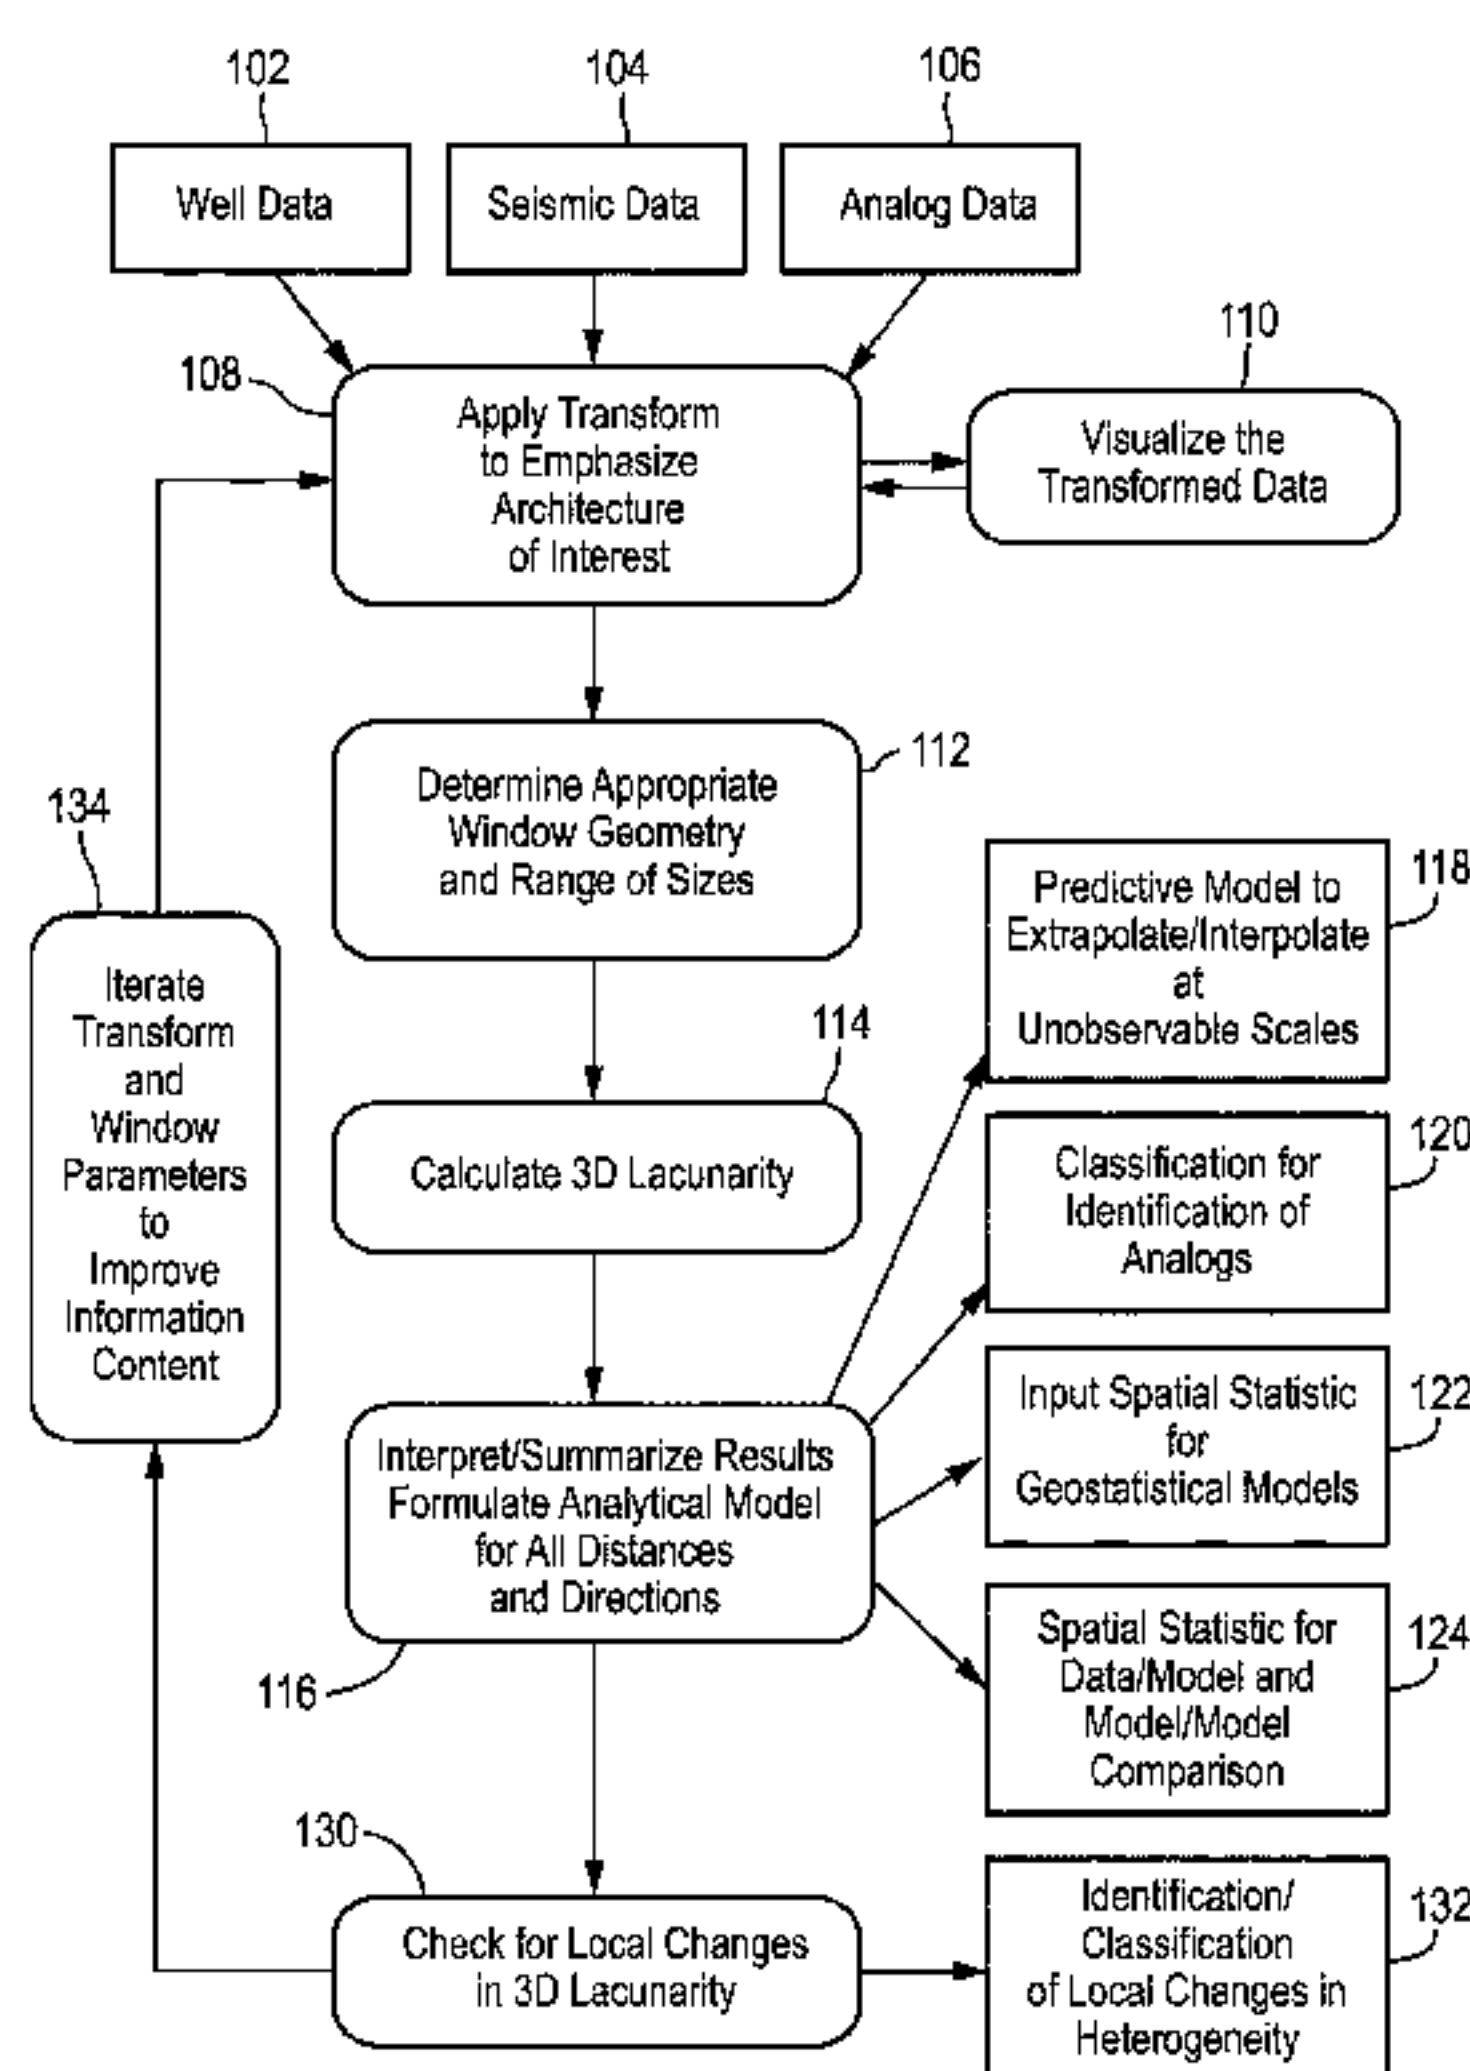 102
104
106
Well Data
Seismic Data
Analog Data
108
110
Apply Transform
to Emphasize
Architecture
of Interest
Visualize the
Transformed Data
112
Determine Appropriate
Window Geometry
and Range of Sizes
134
Iterate
Transform
and
Window
Parameters
to
Improve
Information
Content
114
Calculate 3D Lacunarity
118
Predictive Model to
Extrapolate/Interpolate
at
Unobservable Scales
120
Classification for
Identification of
Analogs
122
Input Spatial Statistic
for
Geostatistical Models
Interpret/Summarize Results
Formulate Analytical Model
for All Distances
and Directions
116
124
Spatial Statistic for
Data/Model and
Model/Model
Comparison
130
Check for Local Changes
in 3D Lacunarity
132
Identification/
Classification
of Local Changes in
Heterogeneity